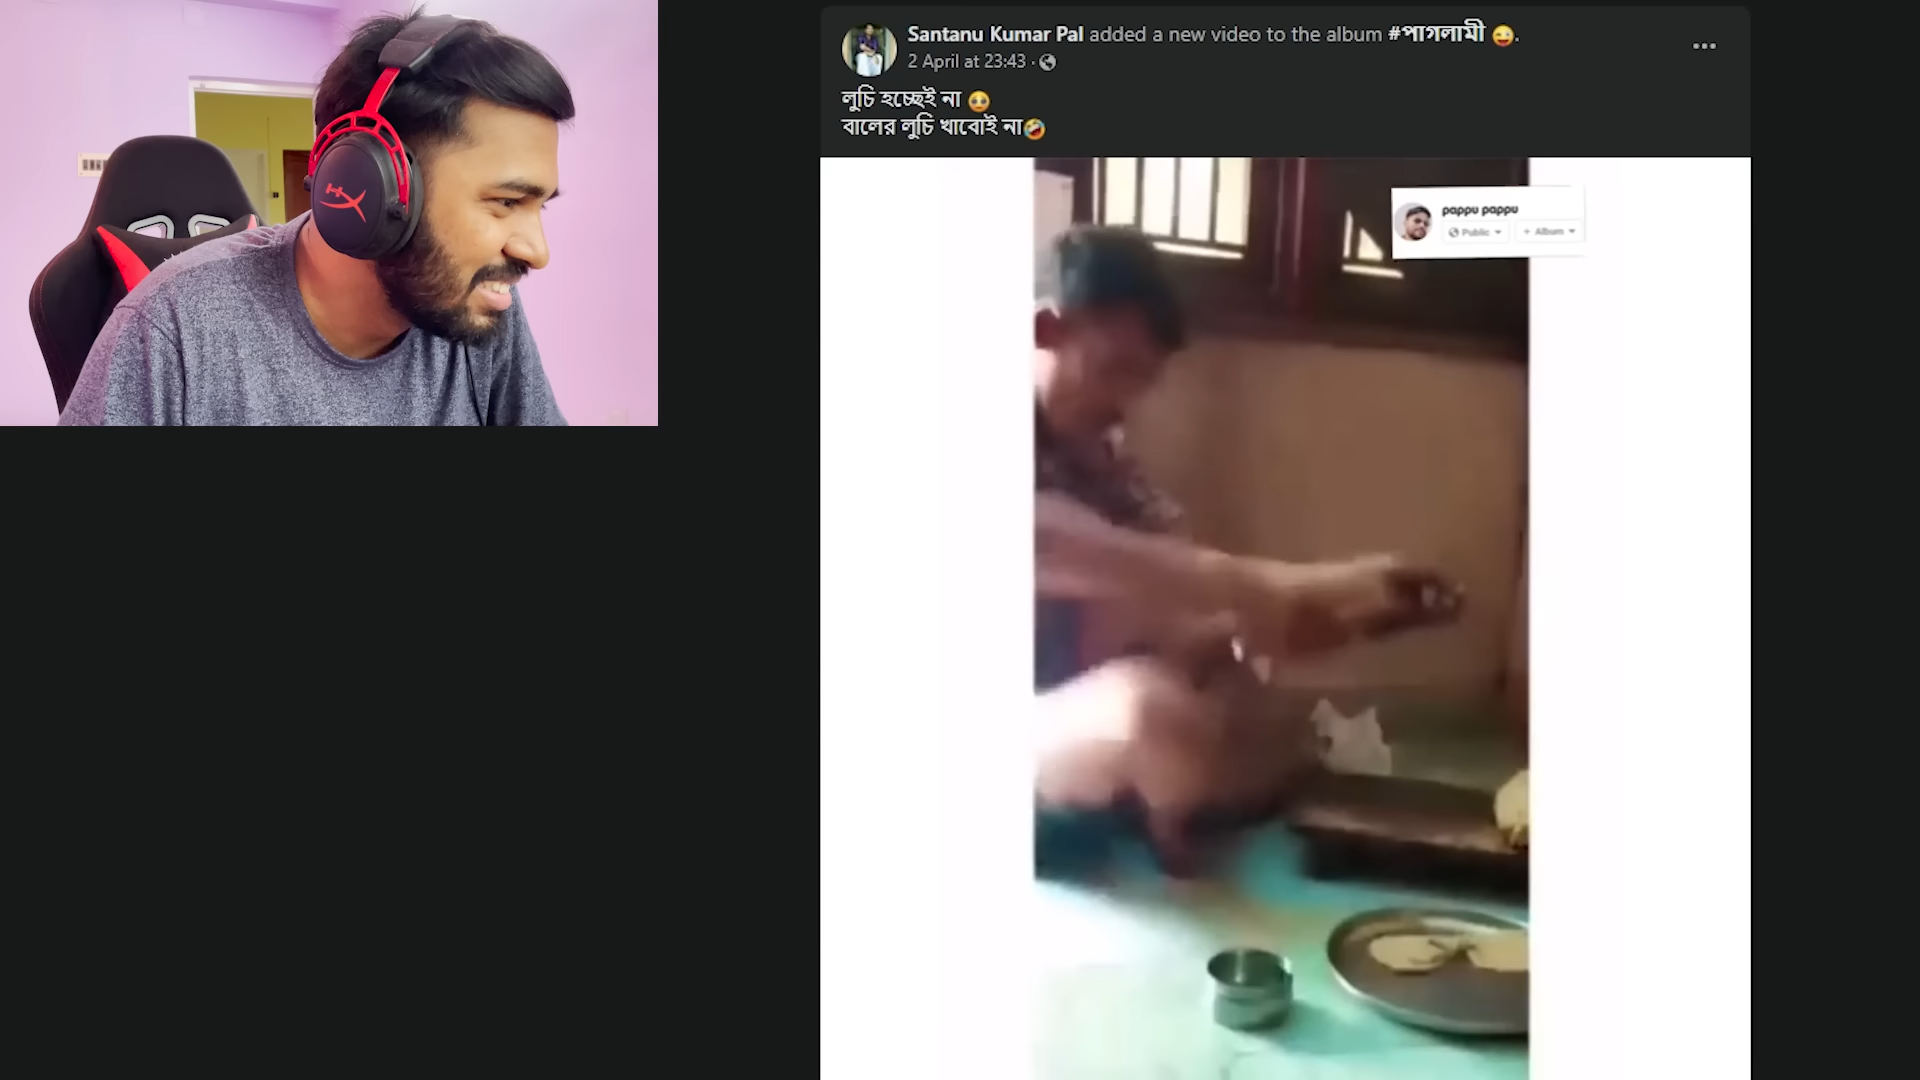 Santanu Kumar Pal added a new video to the album #পাগলামী 😜.
2 April at 23:43 ·
লুচি হচ্ছেই না 🥺
বালের লুচি খাবোই না🤣
pappu pappu
Public
+ Album
HX